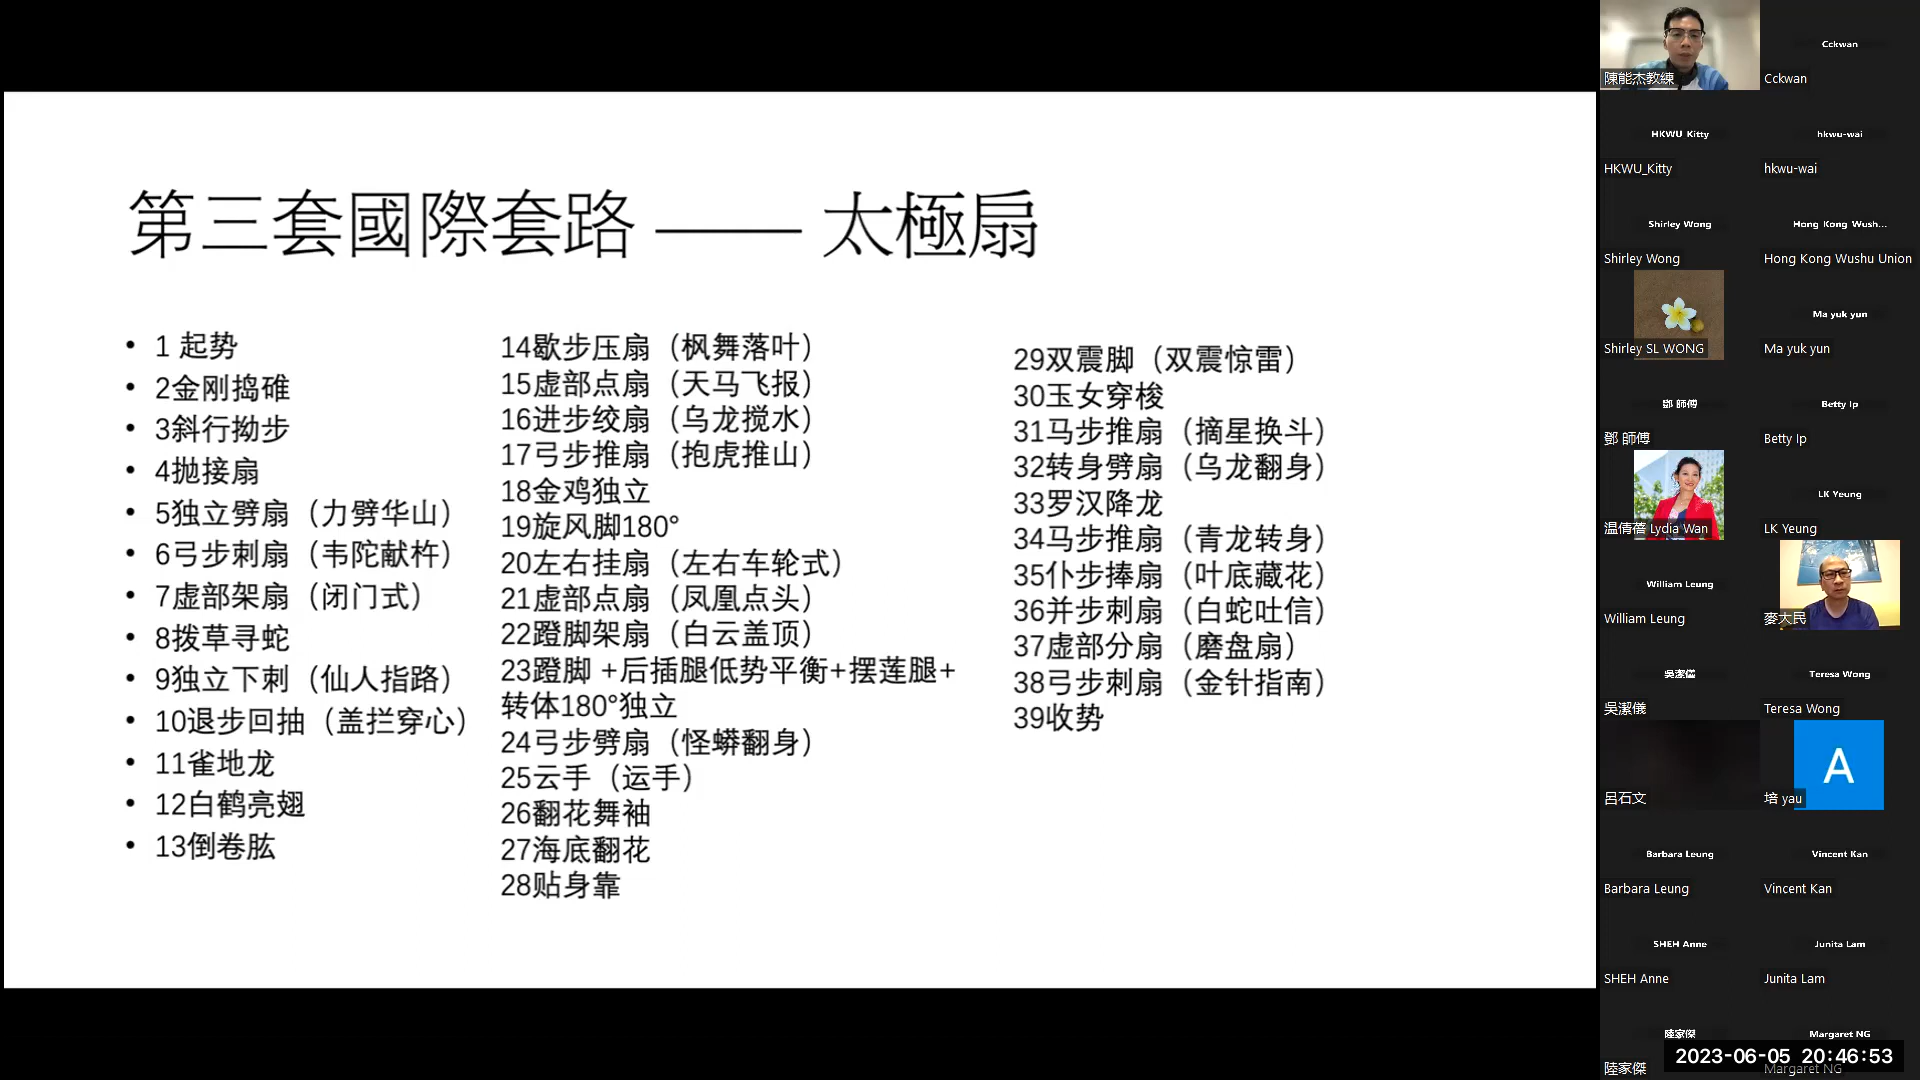 第三套國際套路 —— 太極扇
• 1 起势
• 2金刚捣碓
• 3斜行拗步
• 4抛接扇
• 5独立劈扇（力劈华山）
• 6弓步刺扇（韦陀献杵）
• 7虚部架扇（闭门式）
• 8拨草寻蛇
• 9独立下刺（仙人指路）
• 10退步回抽（盖拦穿心）
• 11雀地龙
• 12白鹤亮翅
• 13倒卷肱
14歇步压扇（枫舞落叶）
15虚部点扇（天马飞报）
16进步绞扇（乌龙搅水）
17弓步推扇（抱虎推山）
18金鸡独立
19旋风脚180°
20左右挂扇（左右车轮式）
21虚部点扇（凤凰点头）
22蹬脚架扇（白云盖顶）
23蹬脚 +后插腿低势平衡+摆莲腿+
转体180°独立
24弓步劈扇（怪蟒翻身）
25云手（运手）
26翻花舞袖
27海底翻花
28贴身靠
29双震脚（双震惊雷）
30玉女穿梭
31马步推扇（摘星换斗）
32转身劈扇（乌龙翻身）
33罗汉降龙
34马步推扇（青龙转身）
35仆步捧扇（叶底藏花）
36并步刺扇（白蛇吐信）
37虚部分扇（磨盘扇）
38弓步刺扇（金针指南）
39收势
陳能杰教練
Cckwan
Cckwan
HKWU_Kitty
HKWU_Kitty
hkwu-wai
hkwu-wai
Shirley Wong
Shirley Wong
Hong Kong Wush...
Hong Kong Wushu Union
Shirley SL WONG
Ma yuk yun
Ma yuk yun
鄧 師傅
鄧 師傅
Betty Ip
Betty Ip
温倩蓓 Lydia Wan
LK Yeung
LK Yeung
William Leung
William Leung
麥大民
吳潔儀
吳潔儀
Teresa Wong
Teresa Wong
呂石文
A
培 yau
Barbara Leung
Barbara Leung
Vincent Kan
Vincent Kan
SHEH Anne
SHEH Anne
Junita Lam
Junita Lam
陸家傑
陸家傑
Margaret NG
Margaret NG
2023-06-05 20:46:53